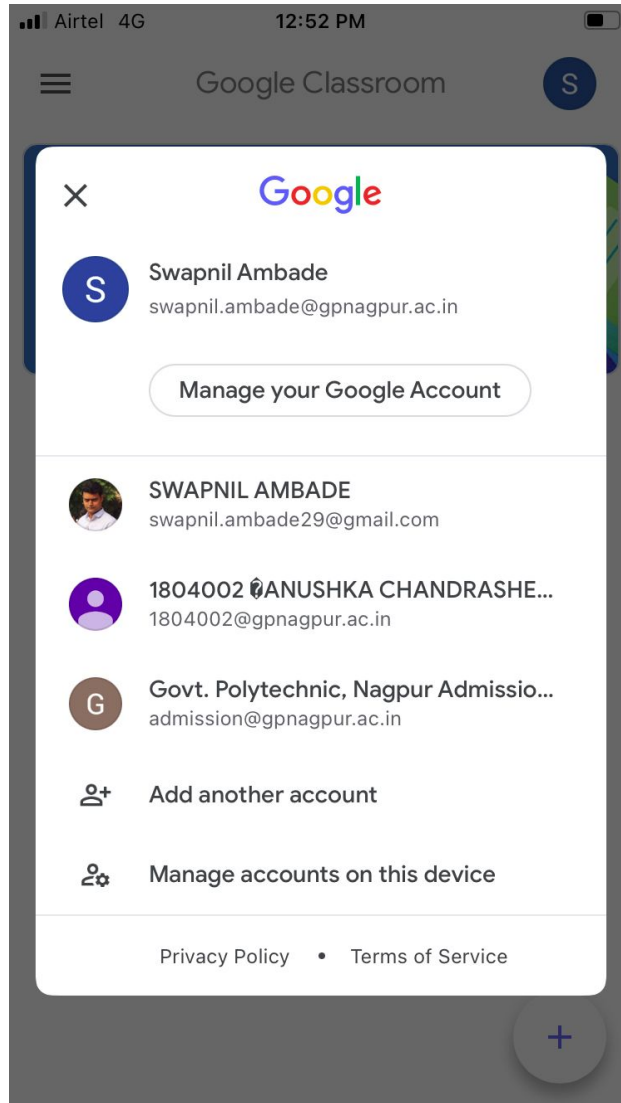 Airtel 4G 12:52 PM
Google Classroom S
Google
S
Swapnil Ambade
swapnil.ambade@gpnagpur.ac.in
Manage your Google Account
SWAPNIL AMBADE
swapnil.ambade29@gmail.com
1804002 �ANUSHKA CHANDRASHE...
1804002@gpnagpur.ac.in
G
Govt. Polytechnic, Nagpur Admissio...
admission@gpnagpur.ac.in
Add another account
Manage accounts on this device
Privacy Policy • Terms of Service